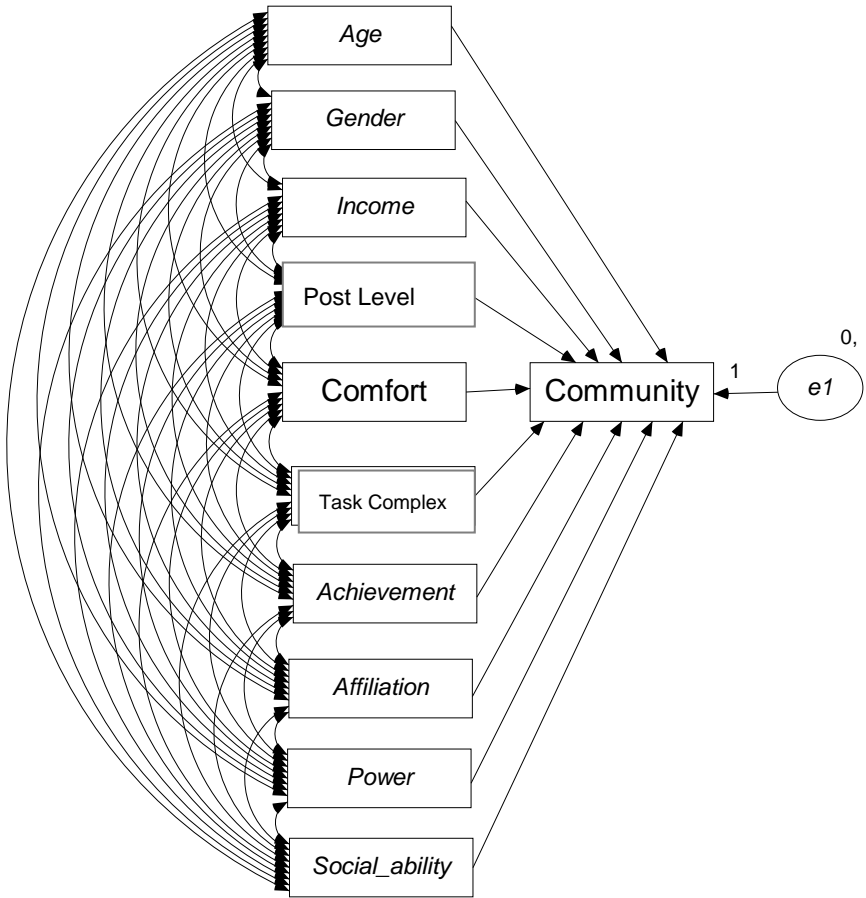 Age
Gender
Income
Post Level
0,
Comfort
Community
1
e1
Task Complex
Achievement
Affiliation
Power
Social_ability